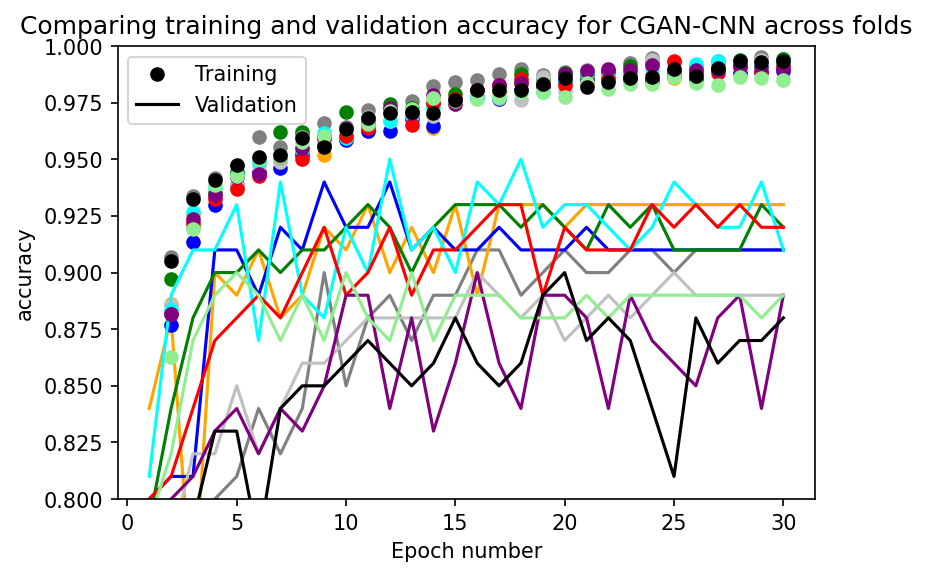 Comparing training and validation accuracy for CGAN-CNN across folds
1.000
0.975
0.950
0.925
0.900
0.875
0.850
0.825
0.800
accuracy
Training
Validation
0 5 10 15 20 25 30
Epoch number